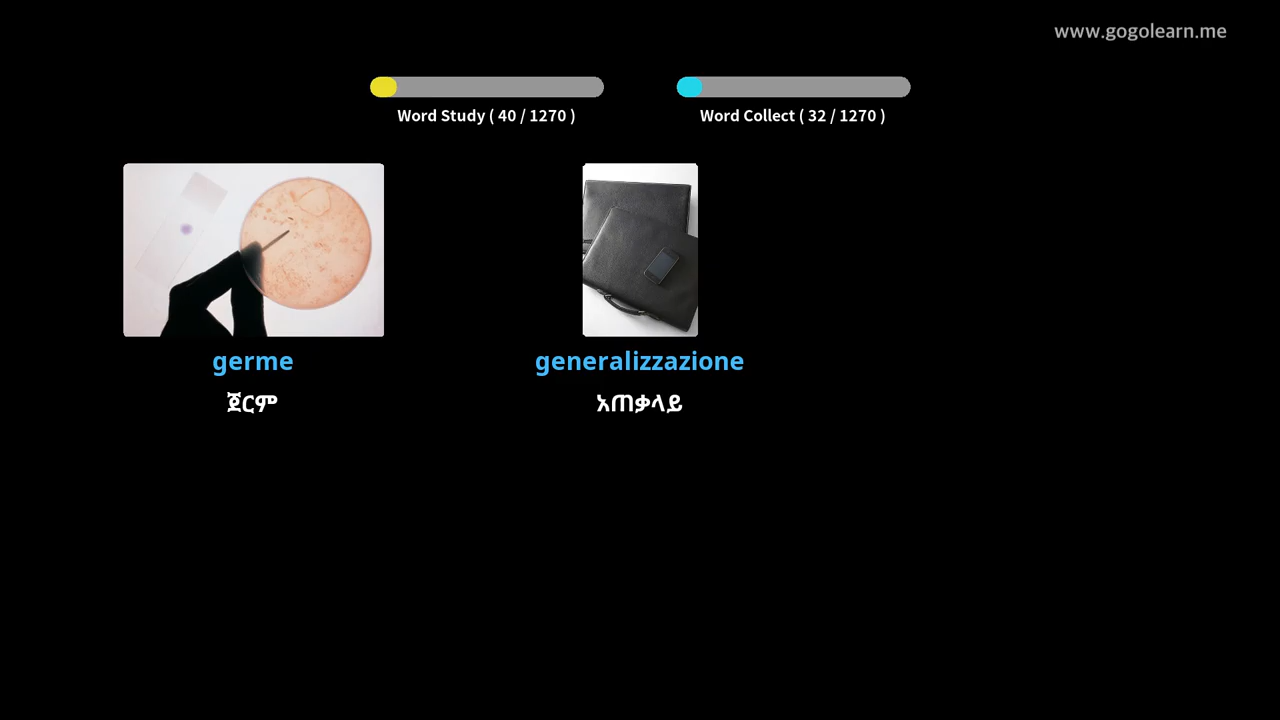 www.gogolearn.me
Word Study ( 40 / 1270 )
Word Collect ( 32 / 1270 )
germe
generalizzazione
ጀርም
አጠቃላይ